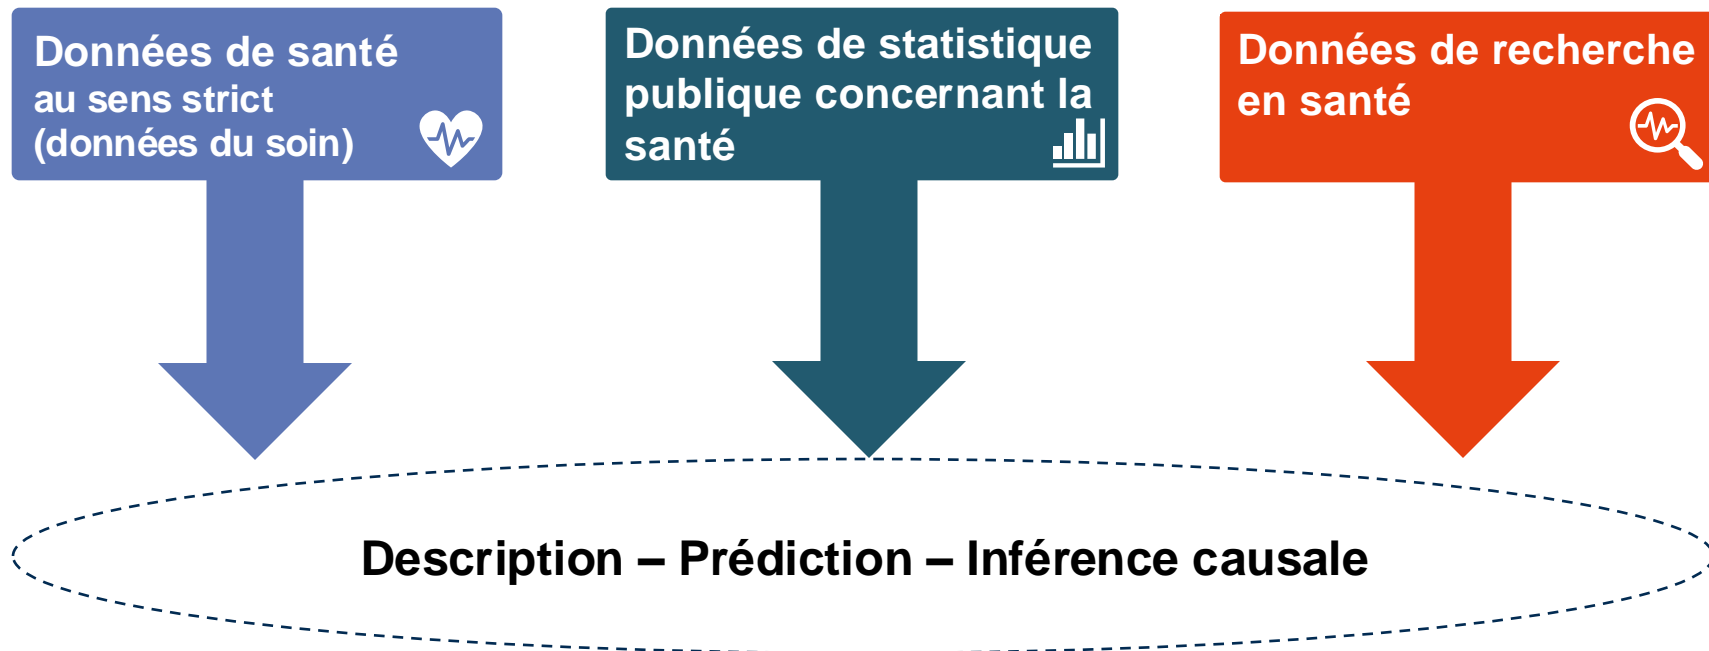 Données de santé
au sens strict
(données du soin)
Données de statistique
publique concernant la
santé
Données de recherche
en santé
Description – Prédiction – Inférence causale